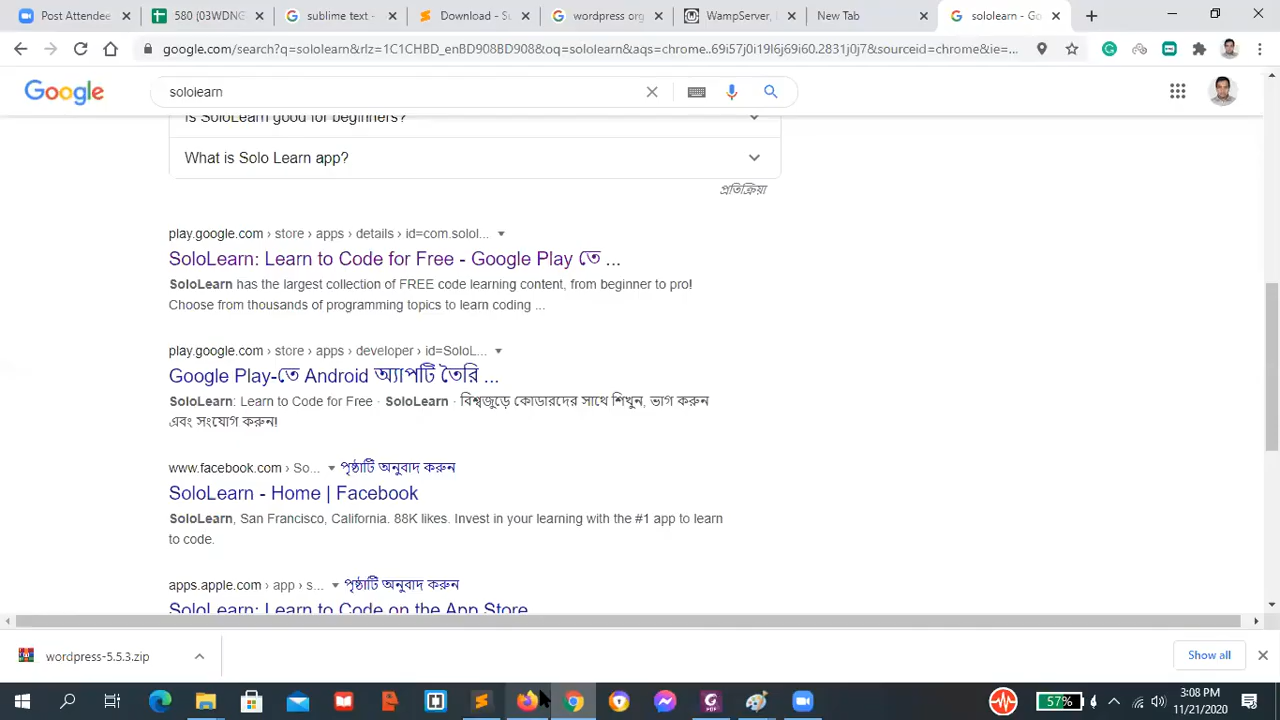 Post Attendee
580 [03WDNG
sublime text -
Download - S
wordpress org
WampServer,
New Tab
sololearn - Go
google.com/search?q=sololearn&rlz=1C1CHBD_enBD908BD908&oq=sololearn&aqs=chrome..69i57j0i19l6j69i60.2831j0j7&sourceid=chrome&ie=...
Google
sololearn
Is SoloLearn good for beginners?
What is Solo Learn app?
প্রতিক্রিয়া
play.google.com › store › apps › details › id=com.solol...
SoloLearn: Learn to Code for Free - Google Play তে ...
SoloLearn has the largest collection of FREE code learning content, from beginner to pro!
Choose from thousands of programming topics to learn coding ...
play.google.com › store › apps › developer › id=SoloL...
Google Play-তে Android অ্যাপটি তৈরি ...
SoloLearn: Learn to Code for Free · SoloLearn · বিশ্বজুড়ে কোডারদের সাথে শিখুন, ভাগ করুন
এবং সংযোগ করুন!
www.facebook.com › So... পৃষ্ঠাটি অনুবাদ করুন
SoloLearn - Home | Facebook
SoloLearn, San Francisco, California. 88K likes. Invest in your learning with the #1 app to learn
to code.
apps.apple.com › app › s... পৃষ্ঠাটি অনুবাদ করুন
SoloLearn: Learn to Code on the App Store
wordpress-5.5.3.zip
Show all
57%
3:08 PM
11/21/2020